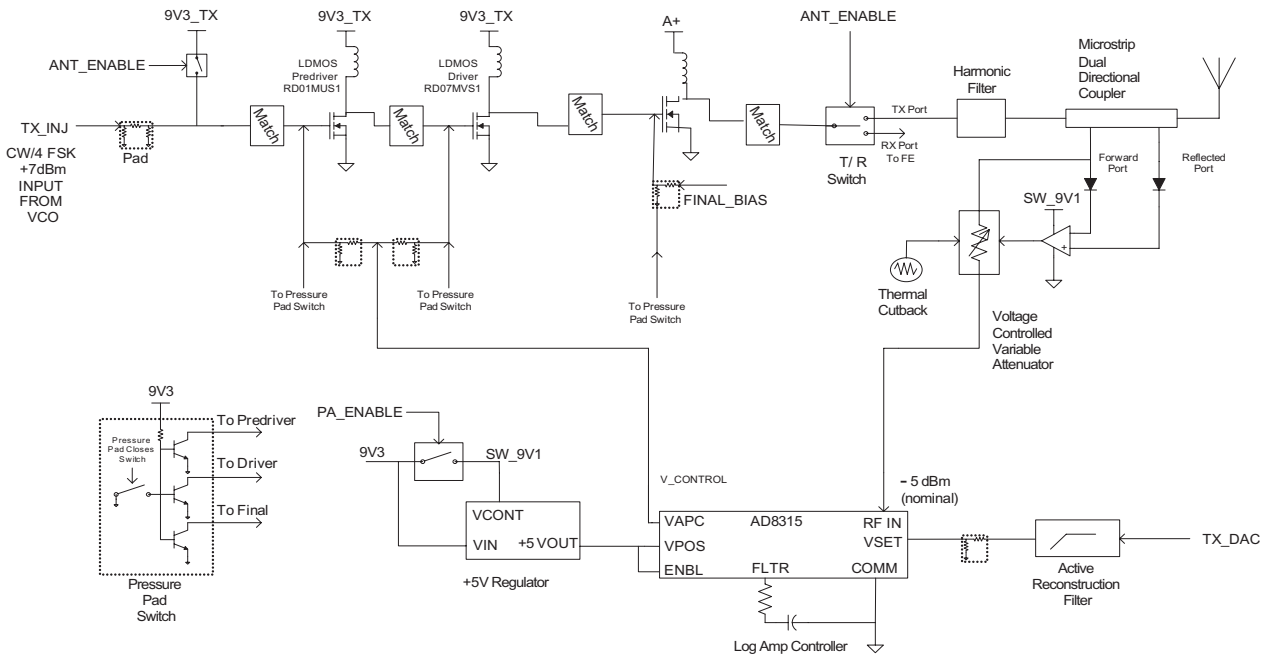 9V3_TX
9V3_TX
9V3_TX
A+
ANT_ENABLE
ANT_ENABLE
LDMOS
Predriver
RD01MUS1
LDMOS
Driver
RD07MVS1
Harmonic
Filter
Microstrip
Dual
Directional
Coupler
TX_INJ
Pad
Match
Match
Match
Match
TX Port
RX Port
To FE
T/R
Switch
CW/4 FSK
+7dBm
INPUT
FROM
VCO
FINAL_BIAS
Forward
Port
Reflected
Port
SW_9V1
+
Thermal
Cutback
To Pressure
Pad Switch
To Pressure
Pad Switch
To Pressure
Pad Switch
Voltage
Controlled
Variable
Attenuator
9V3
To Predriver
Pressure
Pad Closes
Switch
To Driver
To Final
Pressure
Pad
Switch
PA_ENABLE
9V3
SW_9V1
VCONT
VIN
+5 VOUT
+5V Regulator
V_CONTROL
- 5 dBm
(nominal)
VAPC
AD8315
RF IN
VPOS
VSET
ENBL
FLTR
COMM
Log Amp Controller
TX_DAC
Active
Reconstruction
Filter